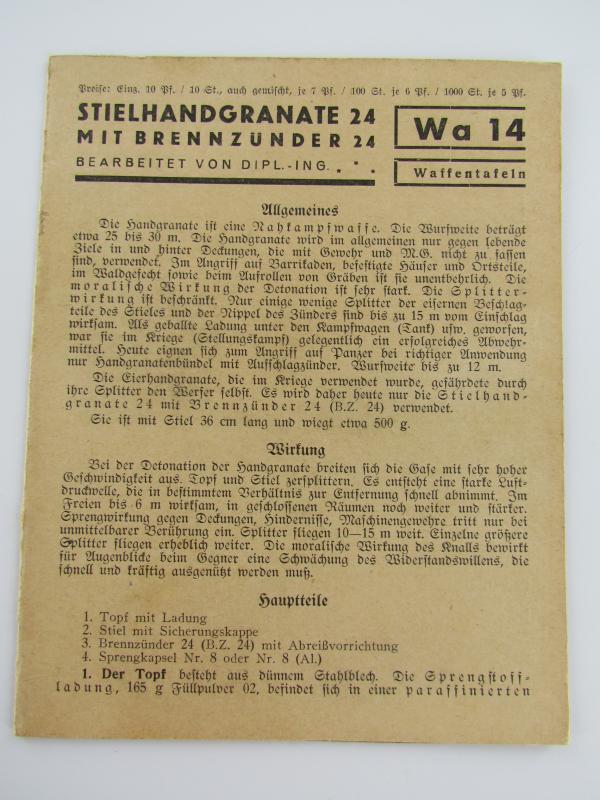 Preise: Einz. 10 Pf. / 10 St., auch gemischt, je 7 Pf. / 100 St. je 6 Pf. / 1000 St. je 5 Pf.
STIELHANDGRANATE 24
MIT BRENNZÜNDER 24
BEARBEITET VON DIPL.-ING. . * .
Wa 14
Waffentafeln
Allgemeines
Die Handgranate ist eine Nahkampfwaffe. Die Wurfweite beträgt
etwa 25 bis 30 m. Die Handgranate wird im allgemeinen nur gegen lebende
Ziele in und hinter Deckungen, die mit Gewehr und M.G. nicht zu fassen
sind, verwendet. Im Angriff auf Barrikaden, befestigte Häuser und Ortsteile,
im Waldgefecht sowie beim Aufrollen von Gräben ist sie unentbehrlich. Die
moralische Wirkung der Detonation ist sehr stark. Die Splitter-
wirkung ist beschränkt. Nur einige wenige Splitter der eisernen Beschlag-
teile des Stieles und der Nippel des Zünders sind bis zu 15 m vom Einschlag
wirksam. Als geballte Ladung unter den Kampfwagen (Tank) usw. geworfen,
war sie im Kriege (Stellungskampf) gelegentlich ein erfolgreiches Abwehr-
mittel. Heute eignen sich zum Angriff auf Panzer bei richtiger Anwendung
nur Handgranatenbündel mit Aufschlagzünder. Wurfweite bis zu 12 m.
Die Eierhandgranate, die im Kriege verwendet wurde, gefährdete durch
ihre Splitter den Werfer selbst. Es wird daher heute nur die Stielhand-
granate 24 mit Brennzünder 24 (B.Z. 24) verwendet.
Sie ist mit Stiel 36 cm lang und wiegt etwa 500 g.
Wirkung
Bei der Detonation der Handgranate breiten sich die Gase mit sehr hoher
Geschwindigkeit aus. Topf und Stiel zersplittern. Es entsteht eine starke Luft-
druckwelle, die in bestimmtem Verhältnis zur Entfernung schnell abnimmt. Im
Freien bis 6 m wirksam, in geschlossenen Räumen noch weiter und stärker.
Sprengwirkung gegen Deckungen, Hindernisse, Maschinengewehre tritt nur bei
unmittelbarer Berührung ein. Splitter fliegen 10—15 m weit. Einzelne größere
Splitter fliegen erheblich weiter. Die moralische Wirkung des Knalls bewirkt
für Augenblicke beim Gegner eine Schwächung des Widerstandswillens, die
schnell und kräftig ausgenützt werden muß.
Hauptteile
1. Topf mit Ladung
2. Stiel mit Sicherungskappe
3. Brennzünder 24 (B.Z. 24) mit Abreißvorrichtung
4. Sprengkapsel Nr. 8 oder Nr. 8 (Al.)
1. Der Topf besteht aus dünnem Stahlblech. Die Sprengstoff-
ladung, 165 g Füllpulver 02, befindet sich in einer paraffinierten